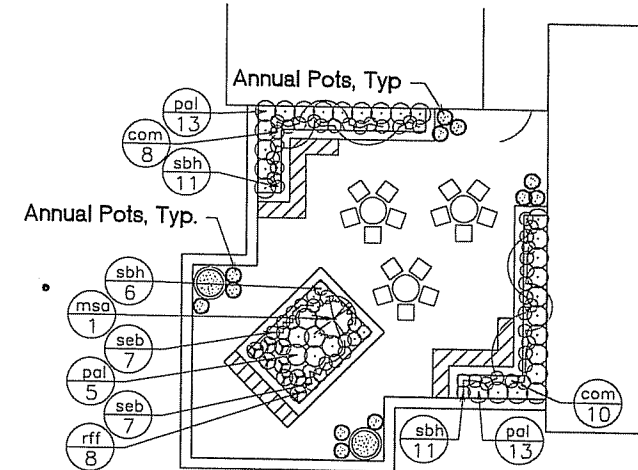 Annual Pots, Typ
pal
13
com
8
sbh
11
Annual Pots, Typ.
sbh
6
msa
1
seb
7
pal
5
seb
7
rff
8
com
10
sbh
11
pal
13